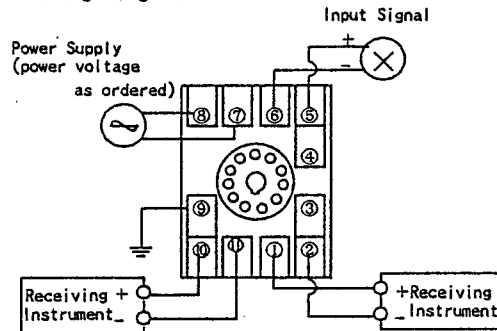 Input Signal
+
-
Power Supply
(power voltage
as ordered)
⑧ ⑦ ⑥ ⑤
④
⑨ ③
⑩ ⑪ ① ②
Receiving +
Instrument -
+Receiving
- Instrument